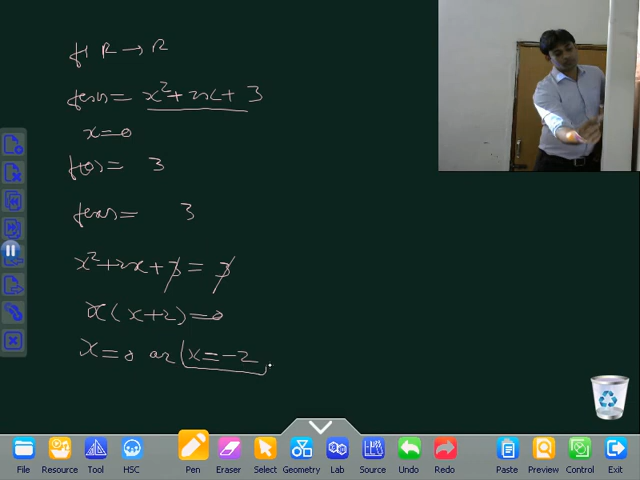 f: R → R
f(x) = x² + 2x + 3
x = 0
f(0) = 3
f(x) = 3
x² + 2x + 3 = 3
x(x + 2) = 0
x = 0 or x = -2
File Resource Tool HSC Pen Eraser Select Geometry Lab Source Undo Redo Paste Preview Control Exit